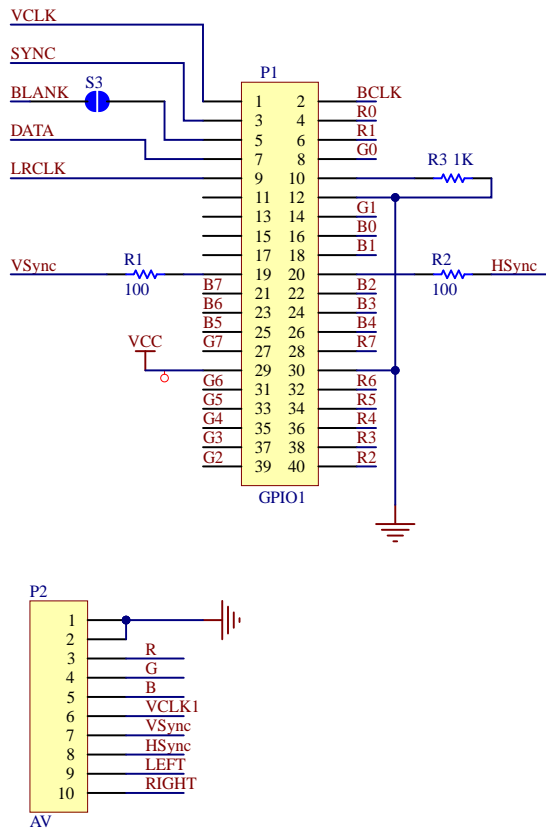 VCLK
SYNC
BLANK
S3
DATA
LRCLK
P1
1 2 BCLK
3 4 R0
5 6 R1
7 8 G0
9 10 R3 1K
11 12
13 14 G1
15 16 B0
17 18 B1
VSync R1 19 20 R2 HSync
100 100
B7 21 22 B2
B6 23 24 B3
B5 25 26 B4
G7 27 28 R7
VCC 29 30
G6 31 32 R6
G5 33 34 R5
G4 35 36 R4
G3 37 38 R3
G2 39 40 R2
GPIO1
P2
1
2
3 R
4 G
5 B
6 VCLK1
7 VSync
8 HSync
9 LEFT
10 RIGHT
AV